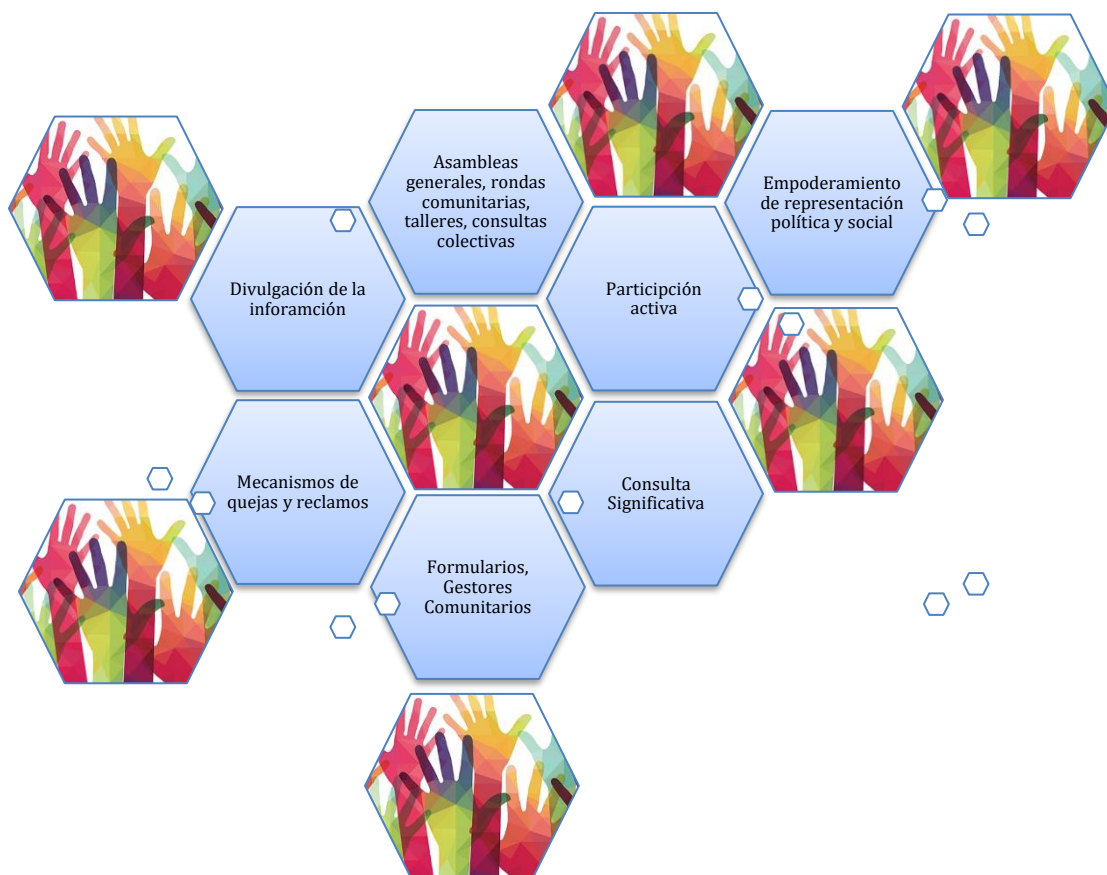 Asambleas
generales, rondas
comunitarias,
talleres, consultas
colectivas
Empoderamiento
de representación
política y social
Divulgación de la
inforamción
Participción
activa
Mecanismos de
quejas y reclamos
Consulta
Significativa
Formularios,
Gestores
Comunitarios